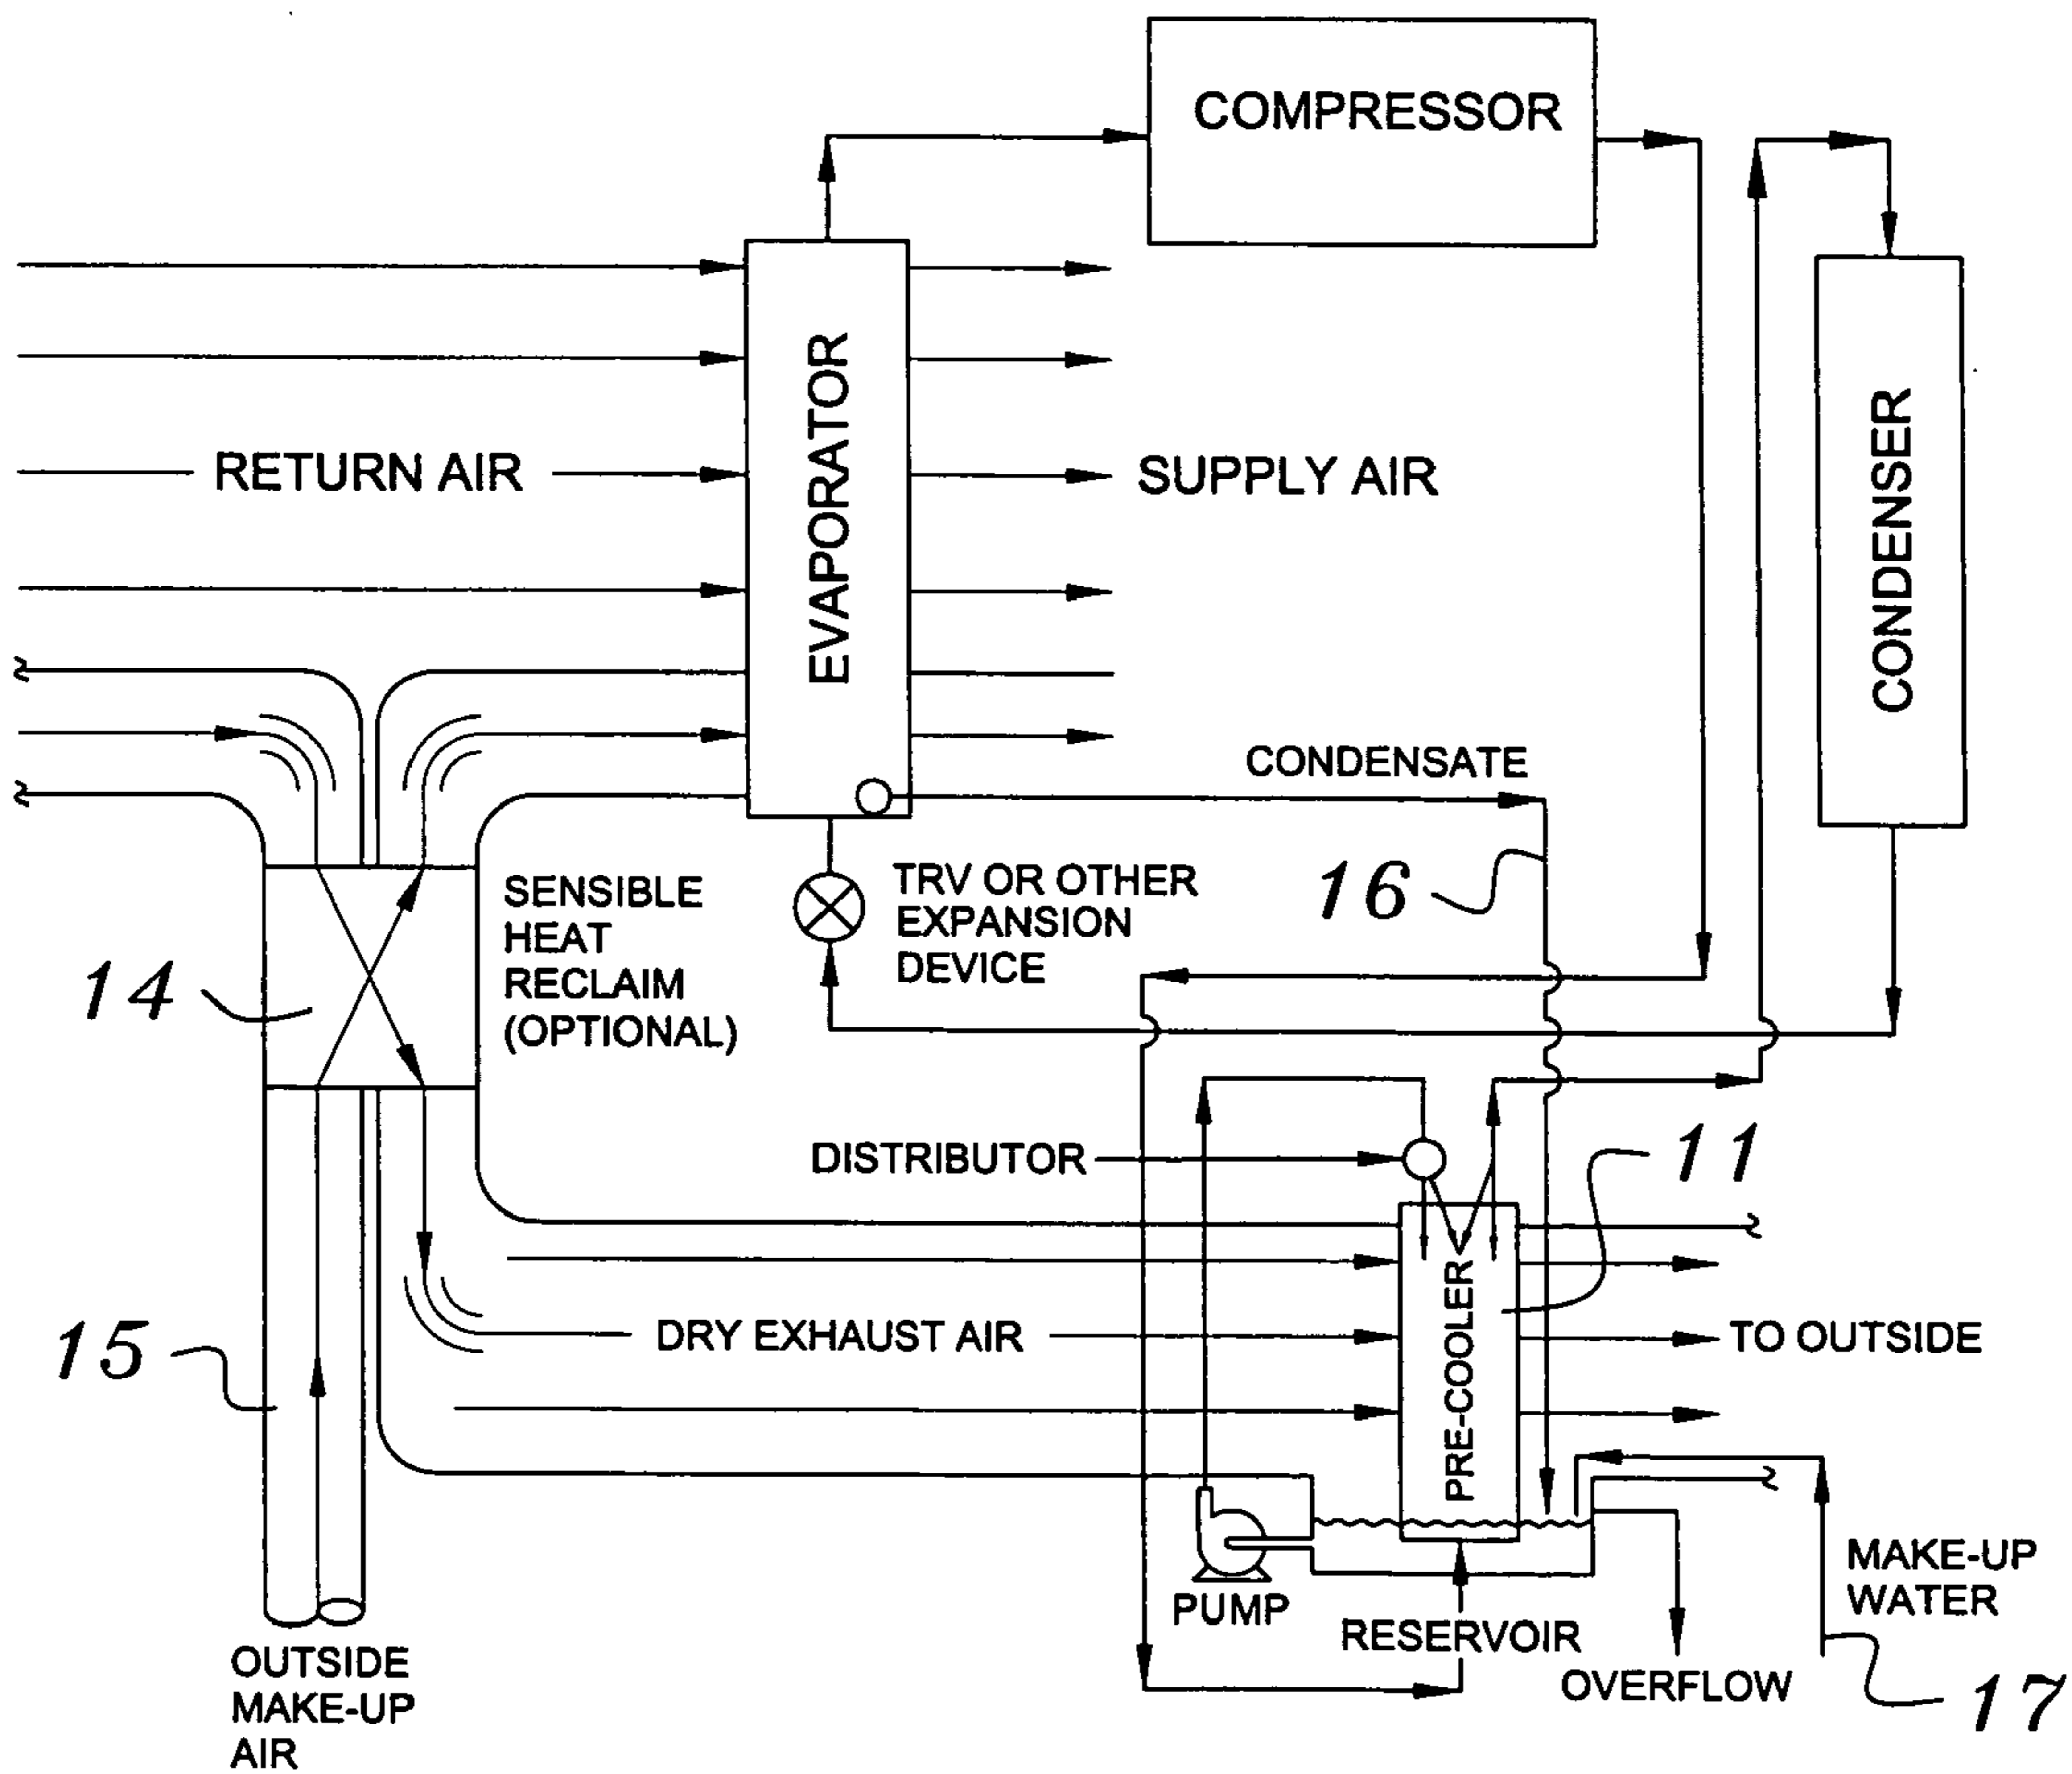 COMPRESSOR
EVAPORATOR
CONDENSER
RETURN AIR
SUPPLY AIR
CONDENSATE
16
TRV OR OTHER
EXPANSION
DEVICE
SENSIBLE
HEAT
RECLAIM
(OPTIONAL)
14
DISTRIBUTOR
11
15
DRY EXHAUST AIR
PRE-COOLER
TO OUTSIDE
PUMP
RESERVOIR
MAKE-UP
WATER
OVERFLOW
17
OUTSIDE
MAKE-UP
AIR